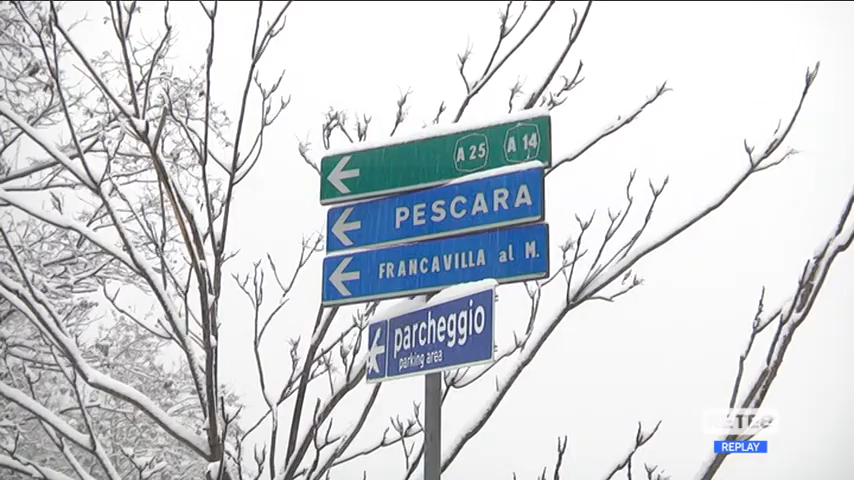 A 25 A 14
PESCARA
FRANCAVILLA al M.
parcheggio
parking area
REPLAY